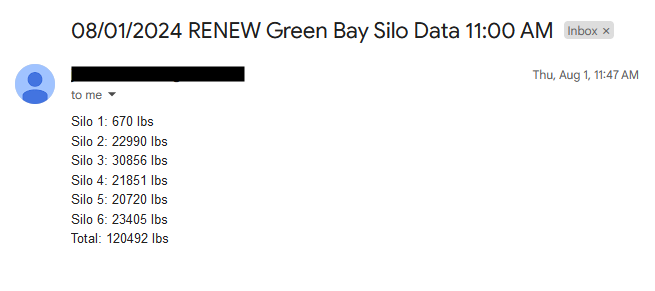 08/01/2024 RENEW Green Bay Silo Data 11:00 AM Inbox ×
Thu, Aug 1, 11:47 AM
to me
Silo 1: 670 lbs
Silo 2: 22990 lbs
Silo 3: 30856 lbs
Silo 4: 21851 lbs
Silo 5: 20720 lbs
Silo 6: 23405 lbs
Total: 120492 lbs